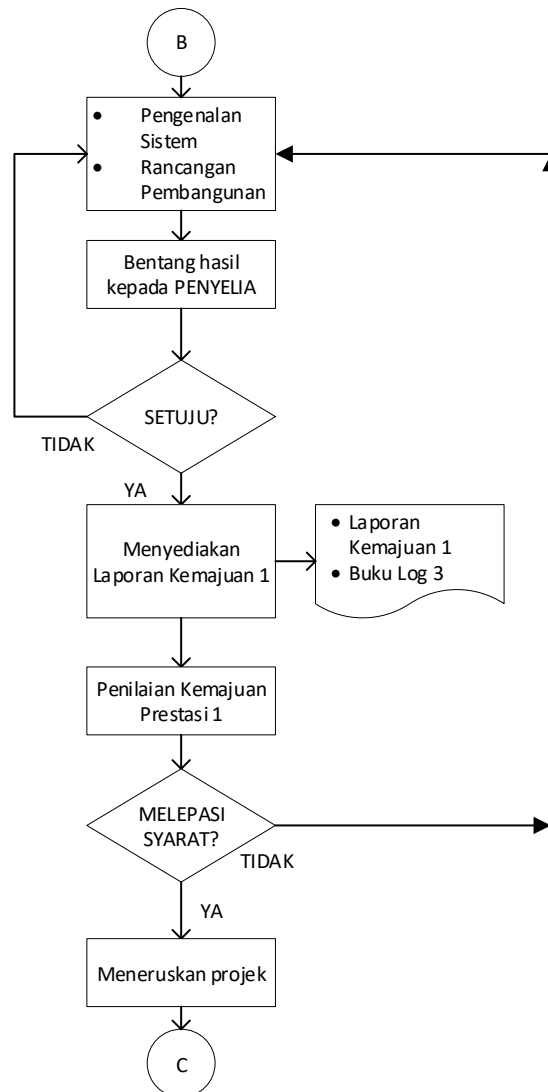 B
• Pengenalan
Sistem
• Rancangan
Pembangunan
Bentang hasil
kepada PENYELIA
SETUJU?
TIDAK
YA
Menyediakan
Laporan Kemajuan 1
• Laporan
Kemajuan 1
• Buku Log 3
Penilaian Kemajuan
Prestasi 1
MELEPASI
SYARAT?
TIDAK
YA
Meneruskan projek
C